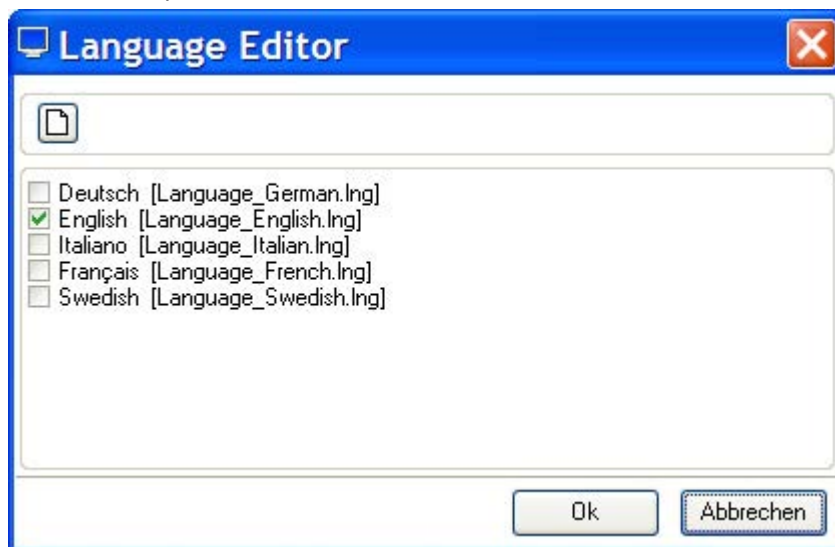 Language Editor
Deutsch [Language_German.lng]
English [Language_English.lng]
Italiano [Language_Italian.lng]
Français [Language_French.lng]
Swedish [Language_Swedish.lng]
Ok Abbrechen